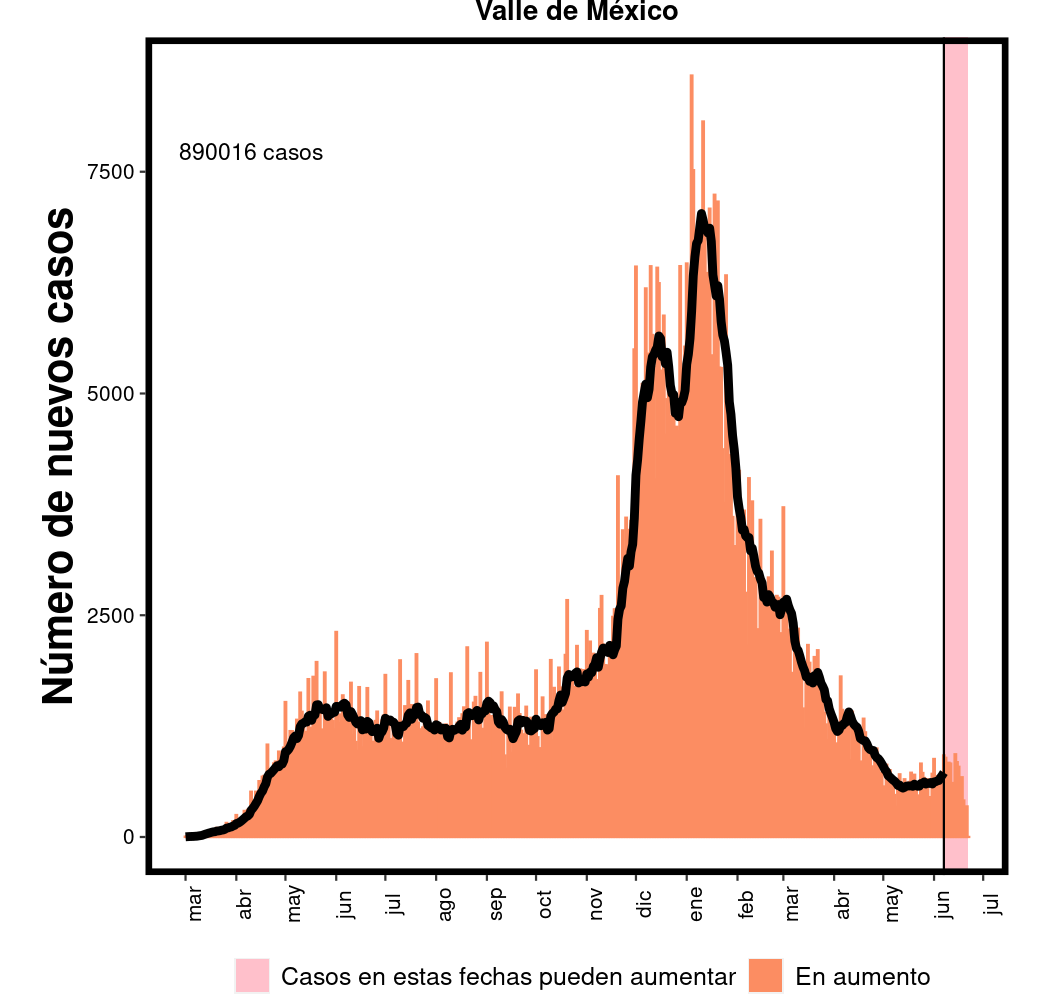 Valle de México
890016 casos
Número de nuevos casos
7500
5000
2500
0
mar abr may jun jul ago sep oct nov dic ene feb mar abr may jun jul
Casos en estas fechas pueden aumentar En aumento